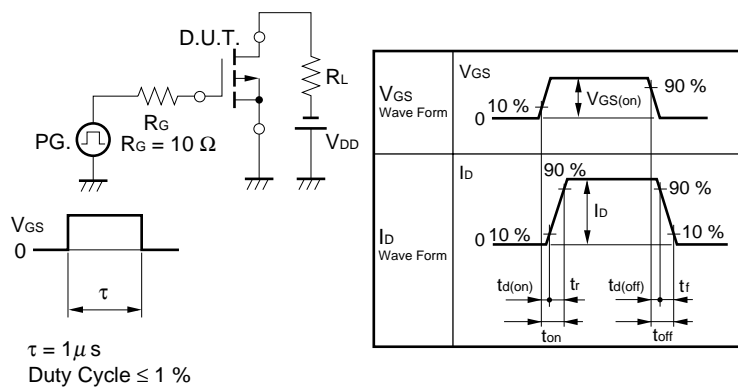 D.U.T.
RL
RG
PG.
RG = 10 Ω
VDD
VGS
0
τ
τ = 1μ s
Duty Cycle ≤ 1 %
VGS
Wave Form
VGS
10 %
0
VGS(on)
90 %
ID
Wave Form
ID
90 %
90 %
0 10 %
ID
10 %
td(on)
tr
td(off)
tf
ton
toff